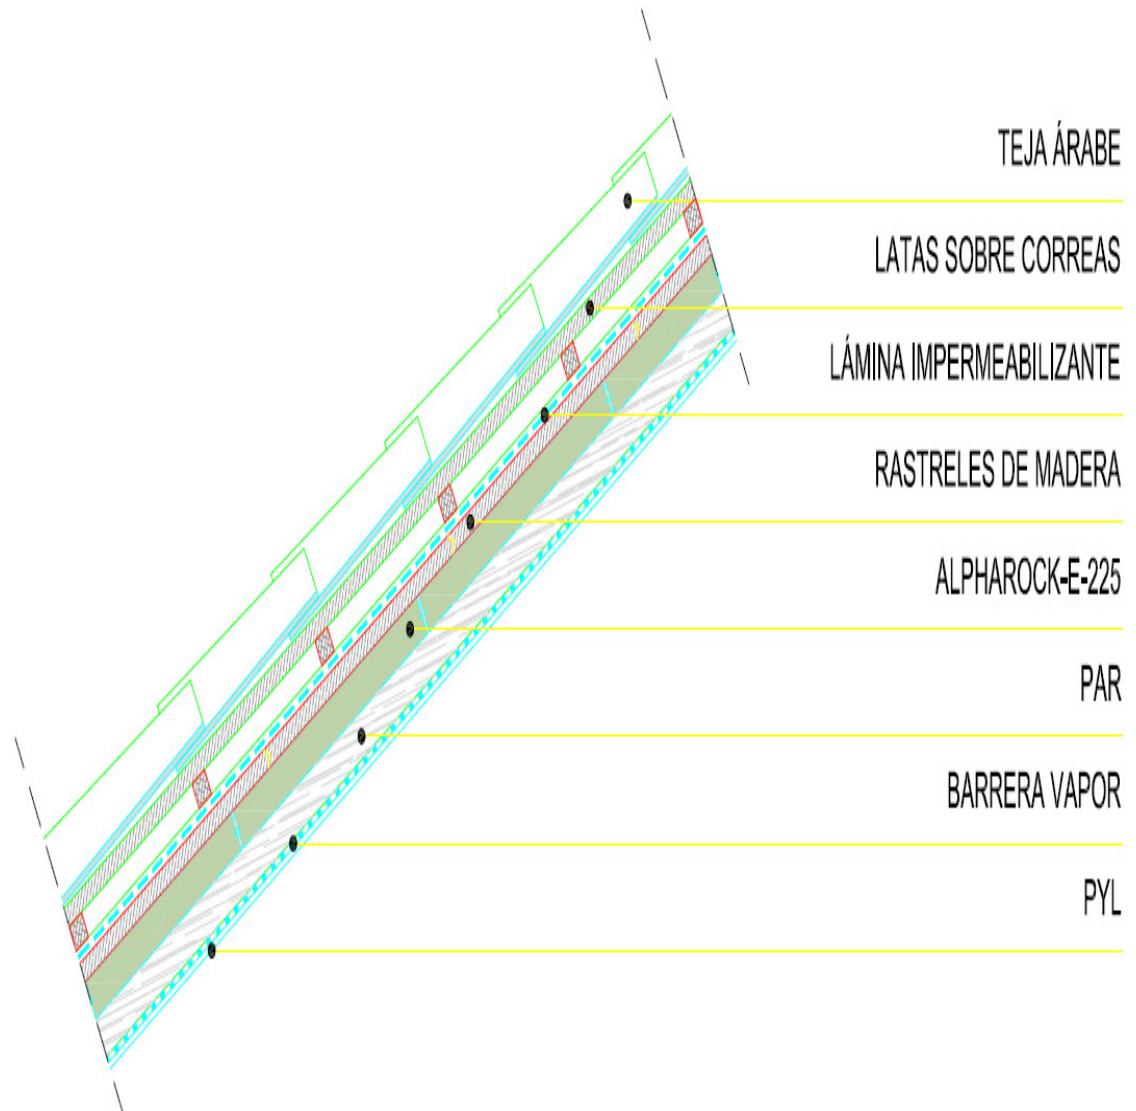 TEJA ÁRABE
LATAS SOBRE CORREAS
LÁMINA IMPERMEABILIZANTE
RASTRELES DE MADERA
ALPHAROCK-E-225
PAR
BARRERA VAPOR
PYL